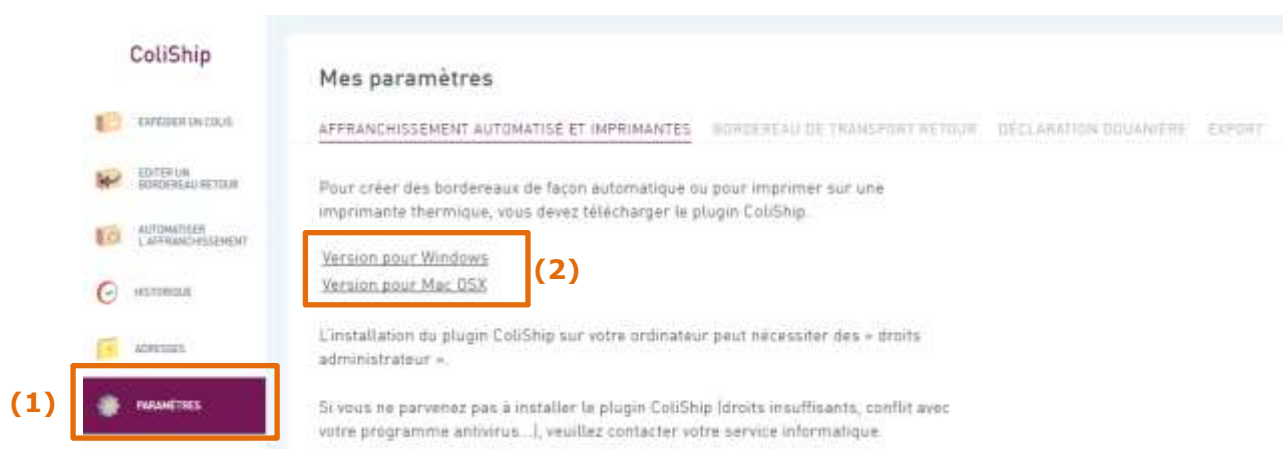 ColiShip
EXPÉDIER UN COLIS
EDITER UN
BORDEREAU RETOUR
AUTOMATISER
L'AFFRANCHISSEMENT
HISTORIQUE
ADRESSES
(1)
PARAMÈTRES
Mes paramètres
AFFRANCHISSEMENT AUTOMATISÉ ET IMPRIMANTES BORDEREAU DE TRANSPORT RETOUR DÉCLARATION DOUANIÈRE EXPORT
Pour créer des bordereaux de façon automatique ou pour imprimer sur une
imprimante thermique, vous devez télécharger le plugin ColiShip.
Version pour Windows
Version pour Mac OSX
(2)
L'installation du plugin ColiShip sur votre ordinateur peut nécessiter des « droits
administrateur ».
Si vous ne parvenez pas à installer le plugin ColiShip (droits insuffisants, conflit avec
votre programme antivirus...), veuillez contacter votre service informatique.